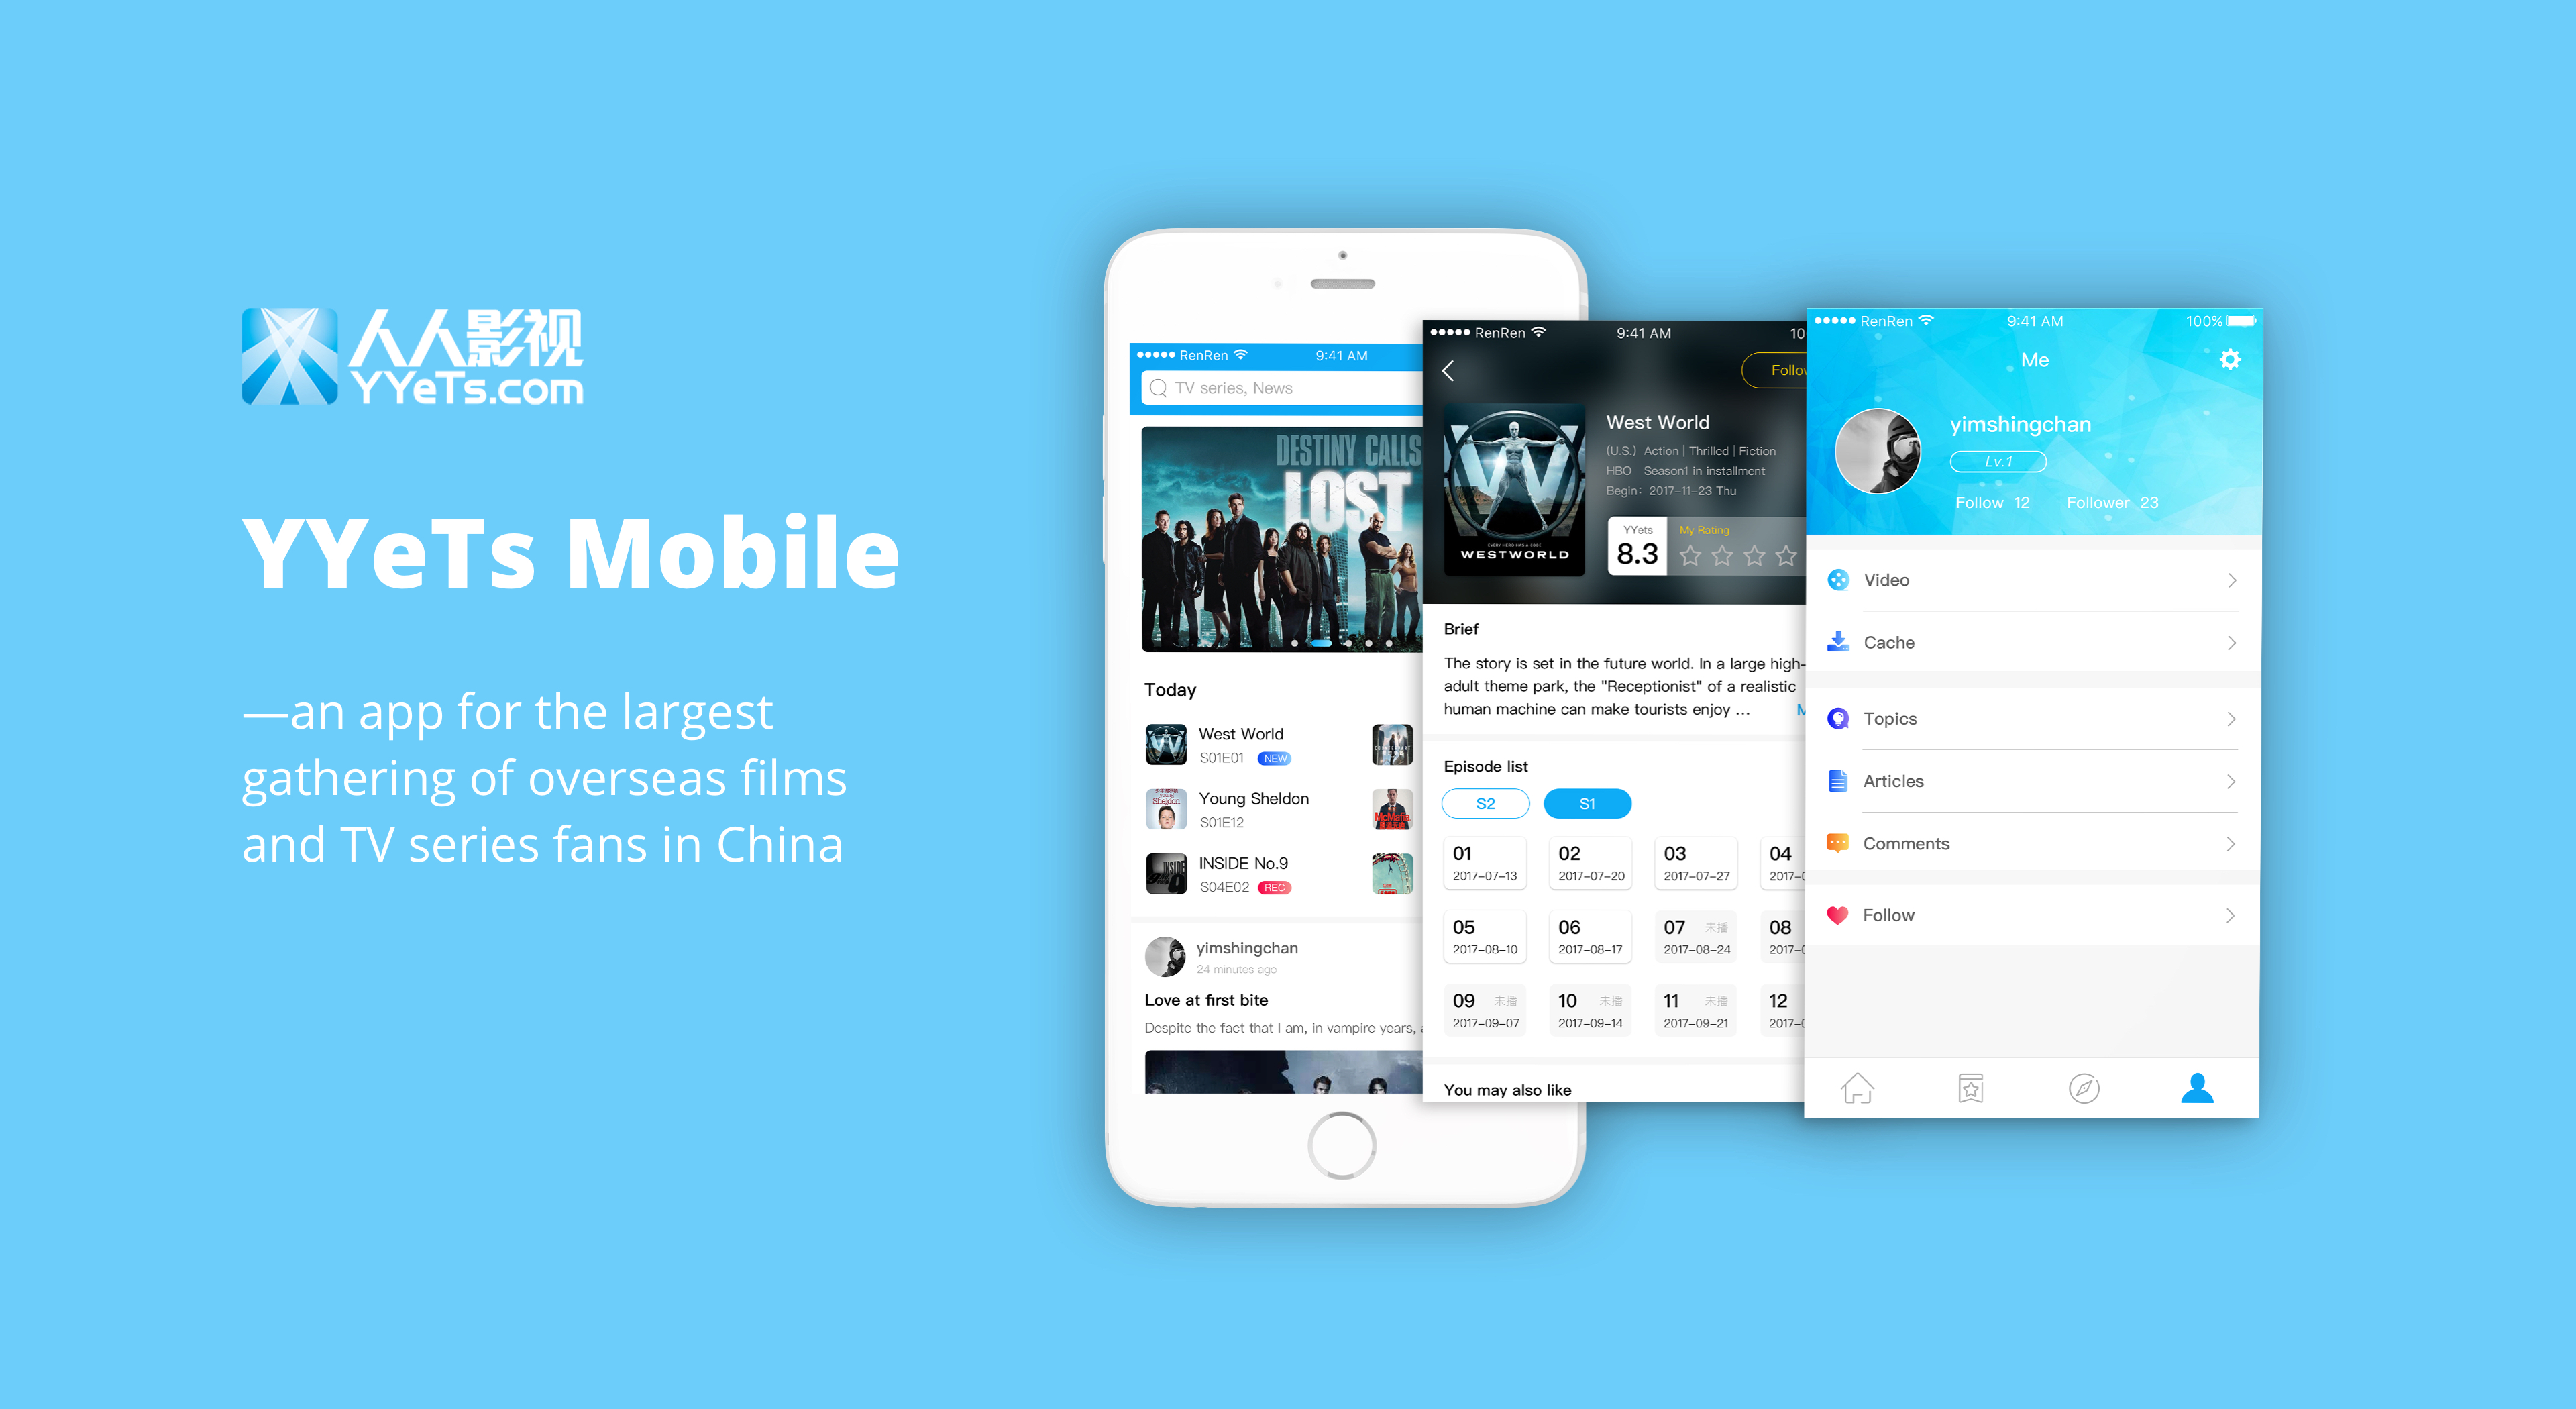 人人影视
YYeTs.com
YYeTs Mobile
—an app for the largest
gathering of overseas films
and TV series fans in China
RenRen
9:41 AM
TV series, News
DESTINY CALLS
LOST
Today
West World
S01E01 NEW
Young Sheldon
S01E12
INSIDE No.9
S04E02 REC
yimshingchan
24 minutes ago
Love at first bite
Despite the fact that I am, in vampire years,
RenRen
9:41 AM
10
Follow
West World
(U.S.) Action | Thrilled | Fiction
HBO Season1 in installment
Begin: 2017-11-23 Thu
YYets
8.3
My Rating
EVERY HERO HAS A CODE
WESTWORLD
Brief
The story is set in the future world. In a large high-
adult theme park, the "Receptionist" of a realistic
human machine can make tourists enjoy ...
Episode list
S2 S1
01 02 03 04
2017-07-13 2017-07-20 2017-07-27 2017-
05 06 07 未播 08
2017-08-10 2017-08-17 2017-08-24 2017-
09 未播 10 未播 11 未播 12
2017-09-07 2017-09-14 2017-09-21 2017-
You may also like
RenRen
9:41 AM
100%
Me
yimshingchan
Lv.1
Follow 12 Follower 23
Video
Cache
Topics
Articles
Comments
Follow